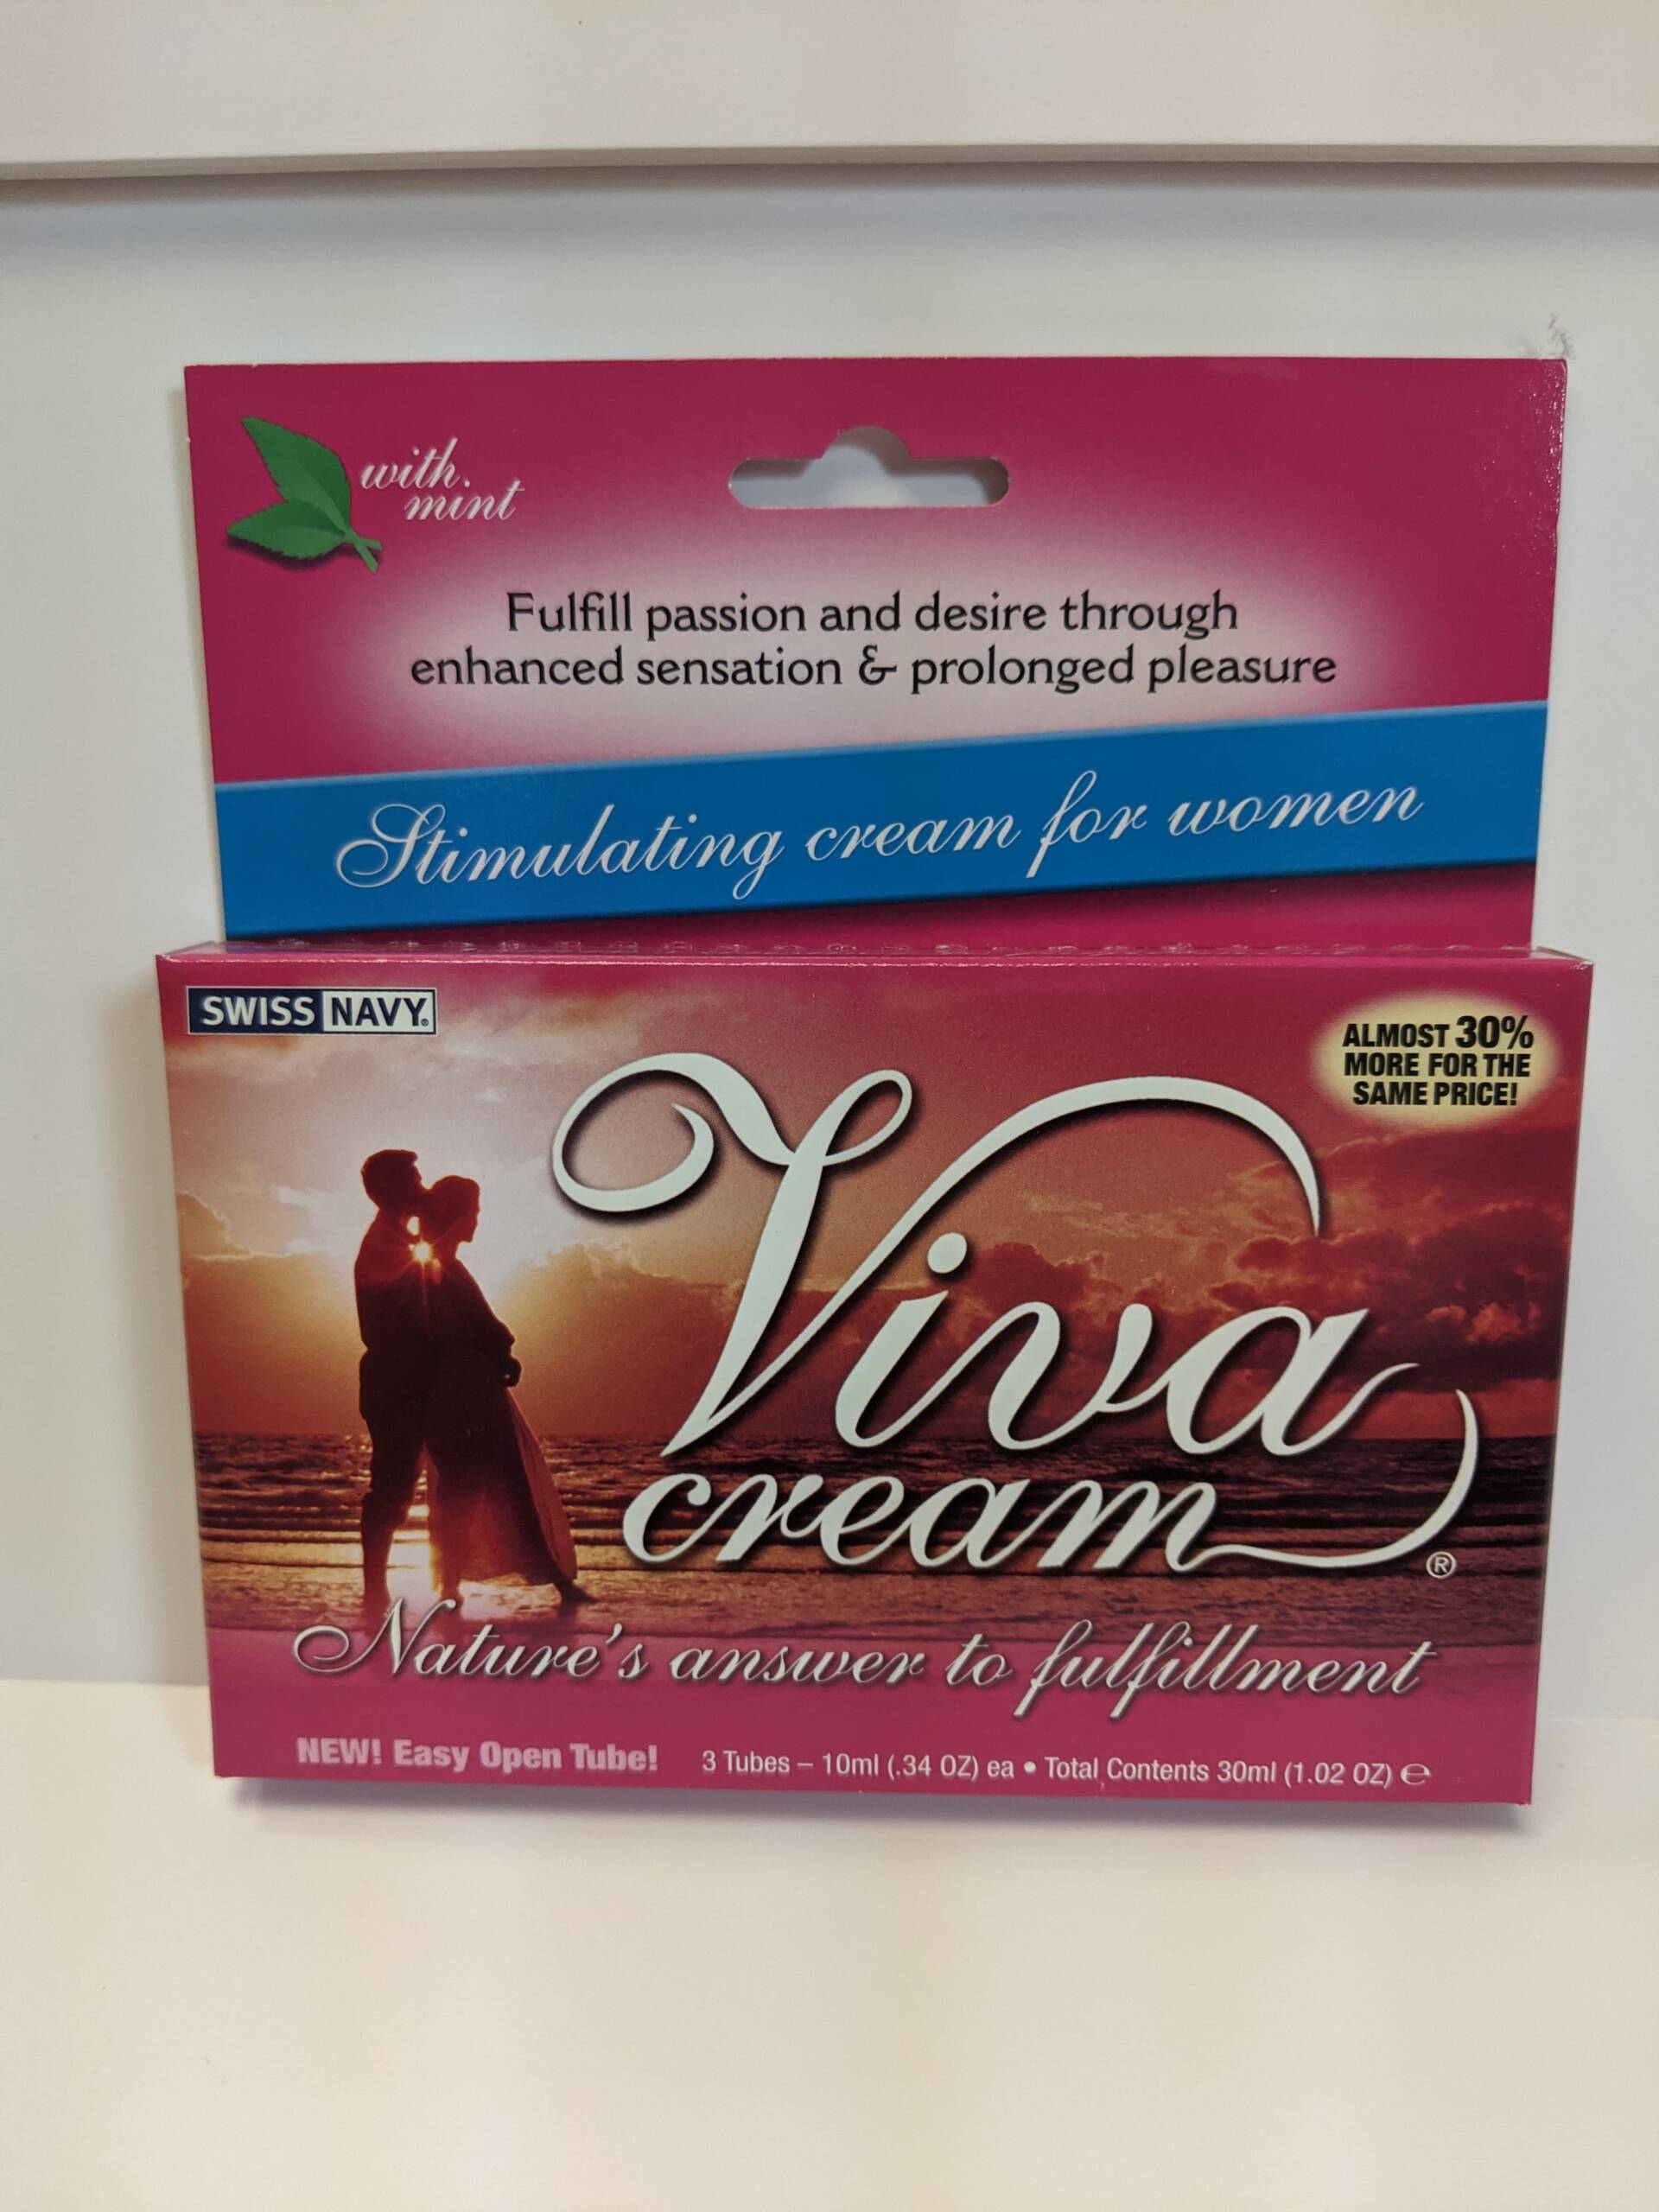 with
mint
Fulfill passion and desire through
enhanced sensation & prolonged pleasure
Stimulating cream for women
SWISS NAVY®
ALMOST 30%
MORE FOR THE
SAME PRICE!
Viva
cream®
Nature's answer to fulfillment
NEW! Easy Open Tube! 3 Tubes – 10ml (.34 OZ) ea • Total Contents 30ml (1.02 OZ) ℮